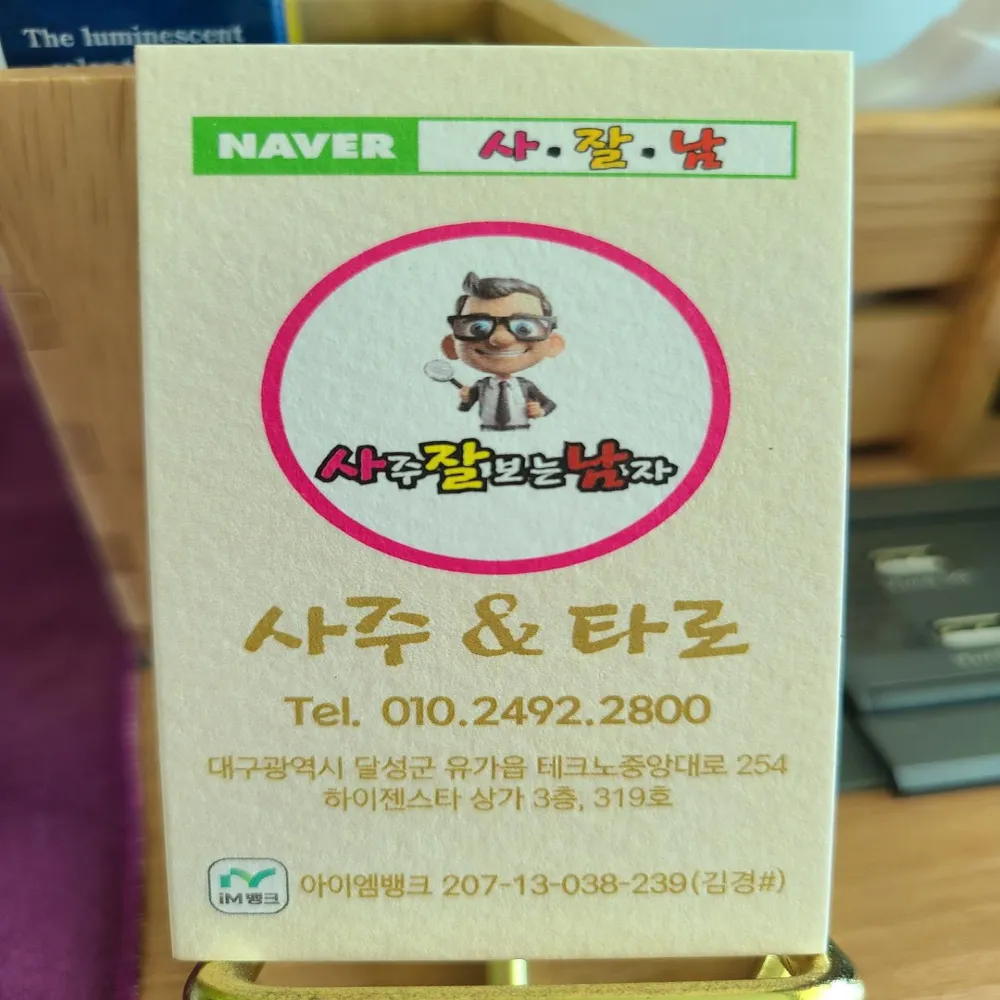 The luminescent
NAVER 사·잘·남
사주잘보는남자
사주 & 타로
Tel. 010.2492.2800
대구광역시 달성군 유가읍 테크노중앙대로 254
하이젠스타 상가 3층, 319호
iM뱅크 아이엠뱅크 207-13-038-239(김경#)